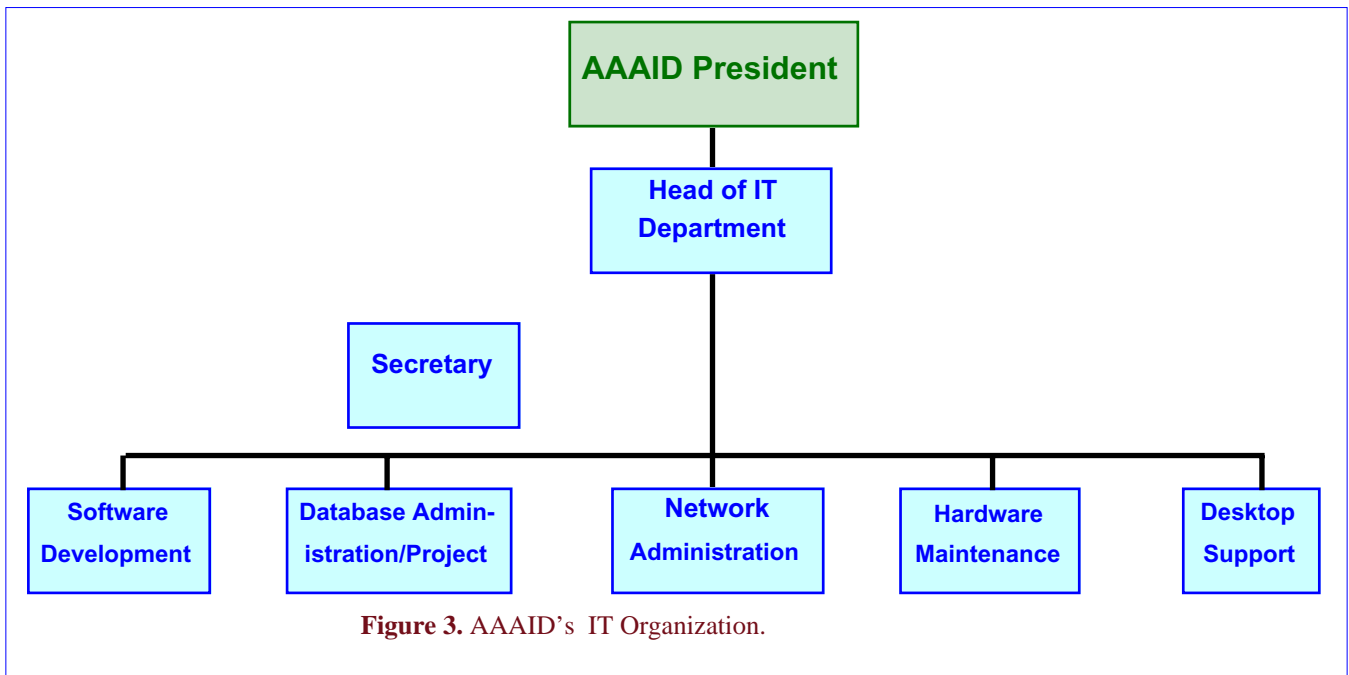 AAAID President
Head of IT
Department
Secretary
Software
Development
Database Admin-
istration/Project
Network
Administration
Hardware
Maintenance
Desktop
Support
Figure 3. AAAID’s IT Organization.